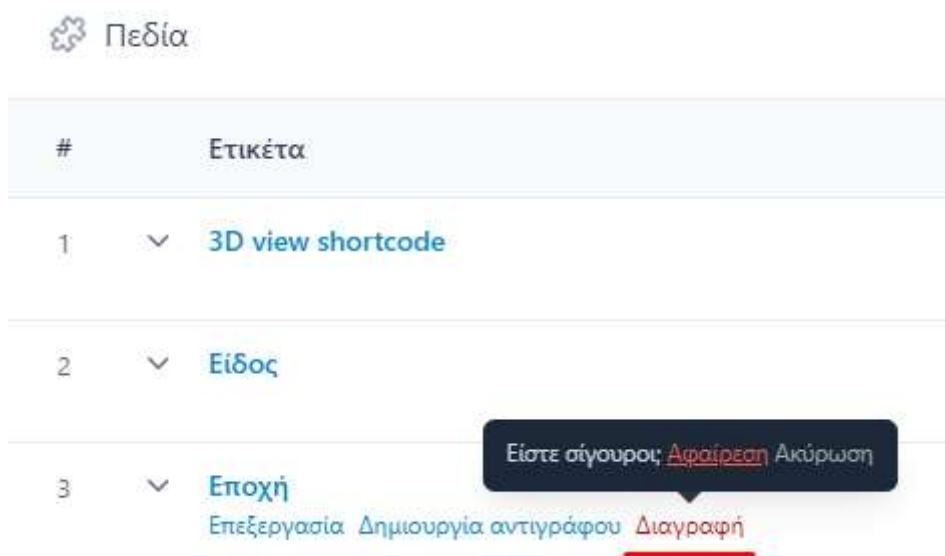 Πεδία
# Ετικέτα
1 3D view shortcode
2 Είδος
Είστε σίγουροι; Αφαίρεση Ακύρωση
3 Εποχή
Επεξεργασία Δημιουργία αντιγράφου Διαγραφή